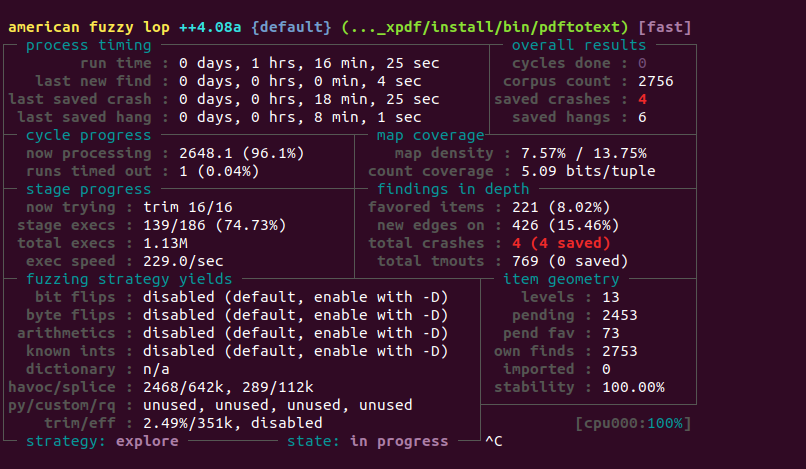 american fuzzy lop ++4.08a {default} (..._xpdf/install/bin/pdftotext) [fast]
process timing overall results
run time : 0 days, 1 hrs, 16 min, 25 sec cycles done : 0
last new find : 0 days, 0 hrs, 0 min, 4 sec corpus count : 2756
last saved crash : 0 days, 0 hrs, 18 min, 25 sec saved crashes : 4
last saved hang : 0 days, 0 hrs, 8 min, 1 sec saved hangs : 6
cycle progress map coverage
now processing : 2648.1 (96.1%) map density : 7.57% / 13.75%
runs timed out : 1 (0.04%) count coverage : 5.09 bits/tuple
stage progress findings in depth
now trying : trim 16/16 favored items : 221 (8.02%)
stage execs : 139/186 (74.73%) new edges on : 426 (15.46%)
total execs : 1.13M total crashes : 4 (4 saved)
exec speed : 229.0/sec total tmouts : 769 (0 saved)
fuzzing strategy yields item geometry
bit flips : disabled (default, enable with -D) levels : 13
byte flips : disabled (default, enable with -D) pending : 2453
arithmetics : disabled (default, enable with -D) pend fav : 73
known ints : disabled (default, enable with -D) own finds : 2753
dictionary : n/a imported : 0
havoc/splice : 2468/642k, 289/112k stability : 100.00%
py/custom/rq : unused, unused, unused, unused
trim/eff : 2.49%/351k, disabled [cpu000:100%]
strategy: explore state: in progress ^C